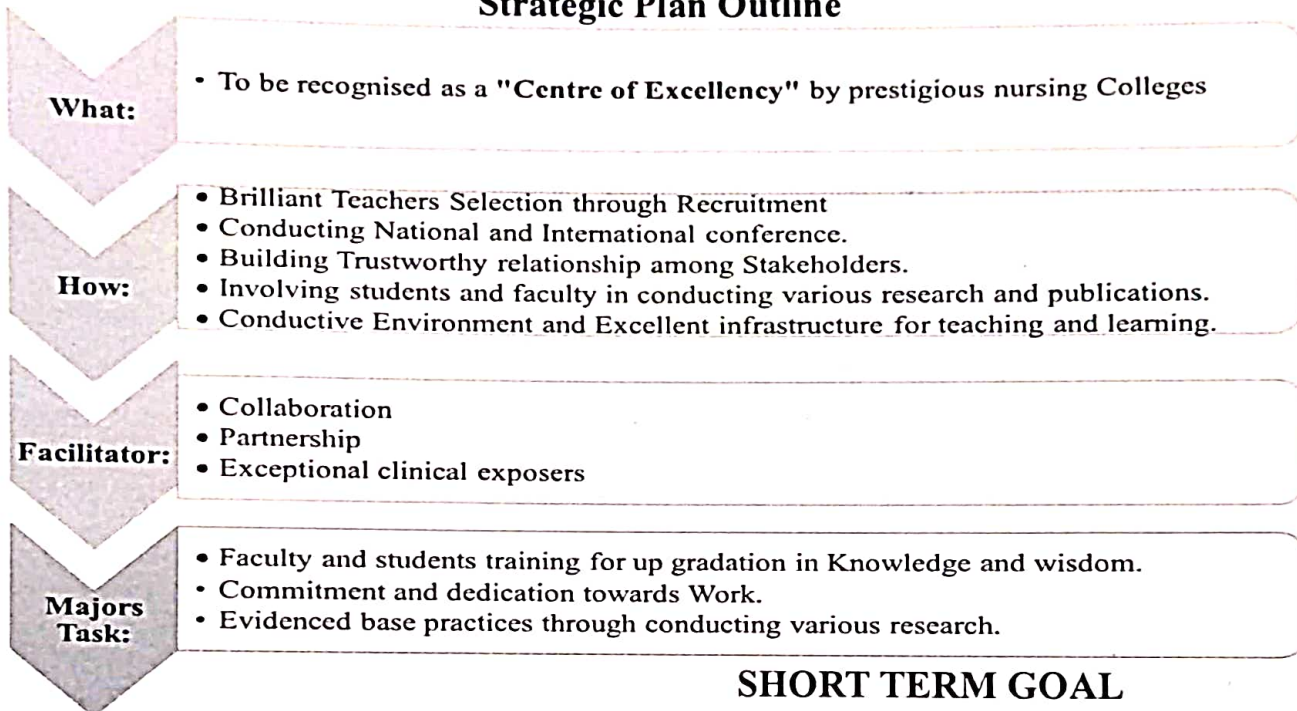 Strategic Plan Outline
What:
• To be recognised as a "Centre of Excellency" by prestigious nursing Colleges
How:
• Brilliant Teachers Selection through Recruitment
• Conducting National and International conference.
• Building Trustworthy relationship among Stakeholders.
• Involving students and faculty in conducting various research and publications.
• Conductive Environment and Excellent infrastructure for teaching and learning.
Facilitator:
• Collaboration
• Partnership
• Exceptional clinical exposers
Majors
Task:
• Faculty and students training for up gradation in Knowledge and wisdom.
• Commitment and dedication towards Work.
• Evidenced base practices through conducting various research.
SHORT TERM GOAL